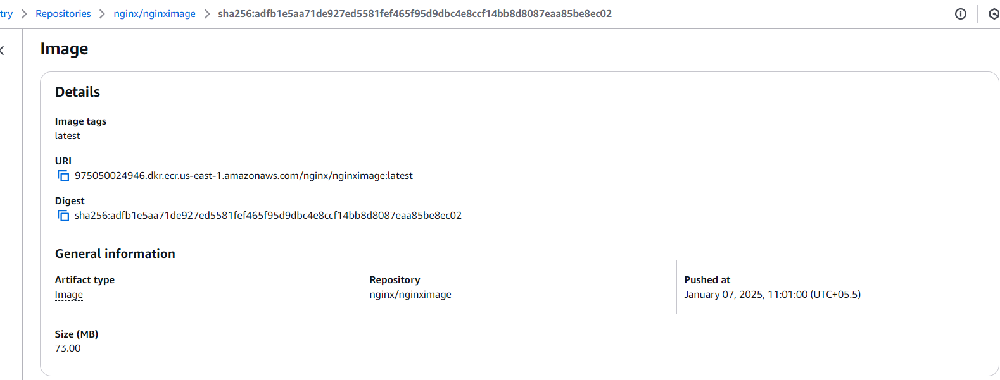 try > Repositories > nginx/nginximage > sha256:adfb1e5aa71de927ed5581fef465f95d9dbc4e8ccf14bb8d8087eaa85be8ec02
Image
Details
Image tags
latest
URI
975050024946.dkr.ecr.us-east-1.amazonaws.com/nginx/nginximage:latest
Digest
sha256:adfb1e5aa71de927ed5581fef465f95d9dbc4e8ccf14bb8d8087eaa85be8ec02
General information
Artifact type
Image
Repository
nginx/nginximage
Pushed at
January 07, 2025, 11:01:00 (UTC+05.5)
Size (MB)
73.00